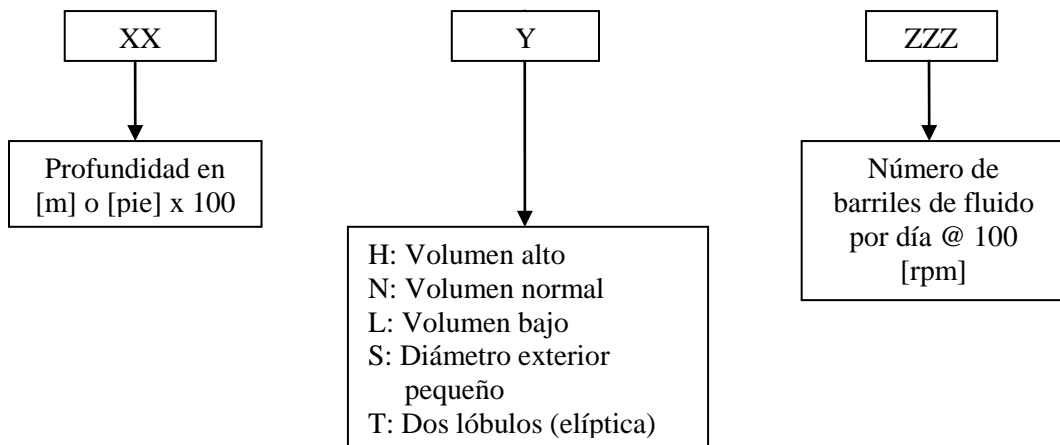 XX
Y
ZZZ
Profundidad en
[m] o [pie] x 100
H: Volumen alto
N: Volumen normal
L: Volumen bajo
S: Diámetro exterior
pequeño
T: Dos lóbulos (elíptica)
Número de
barriles de fluido
por día @ 100
[rpm]